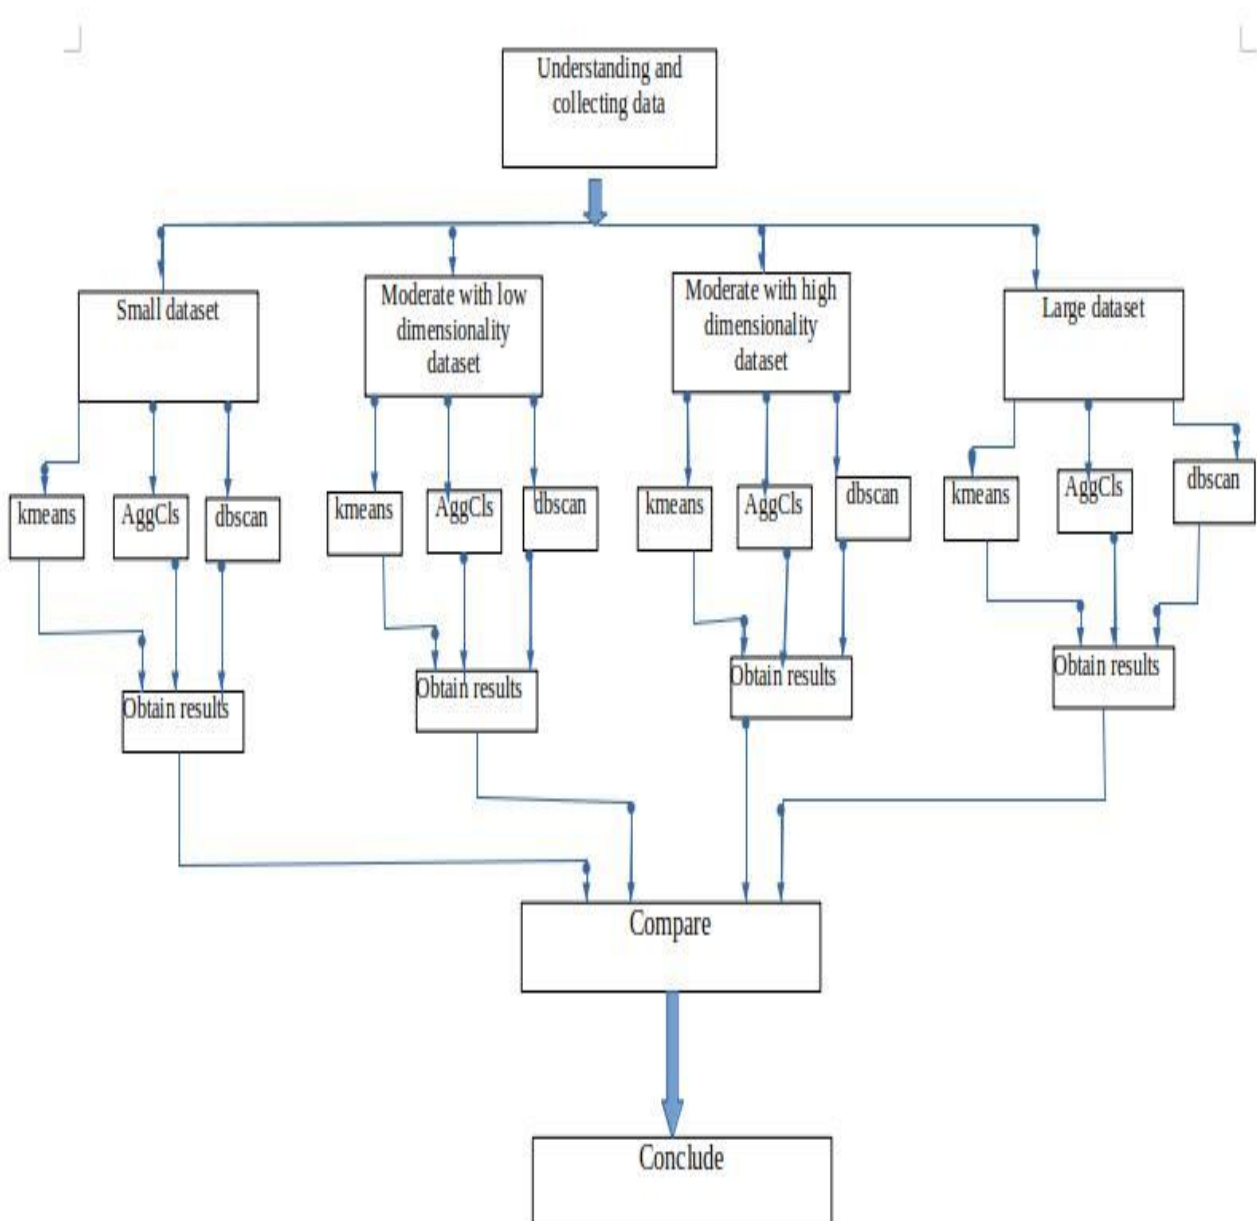 Understanding and
collecting data
Small dataset
Moderate with low
dimensionality
dataset
Moderate with high
dimensionality
dataset
Large dataset
kmeans
AggCls
dbscan
kmeans
AggCls
dbscan
kmeans
AggCls
dbscan
kmeans
AggCls
dbscan
Obtain results
Obtain results
Obtain results
Obtain results
Compare
Conclude